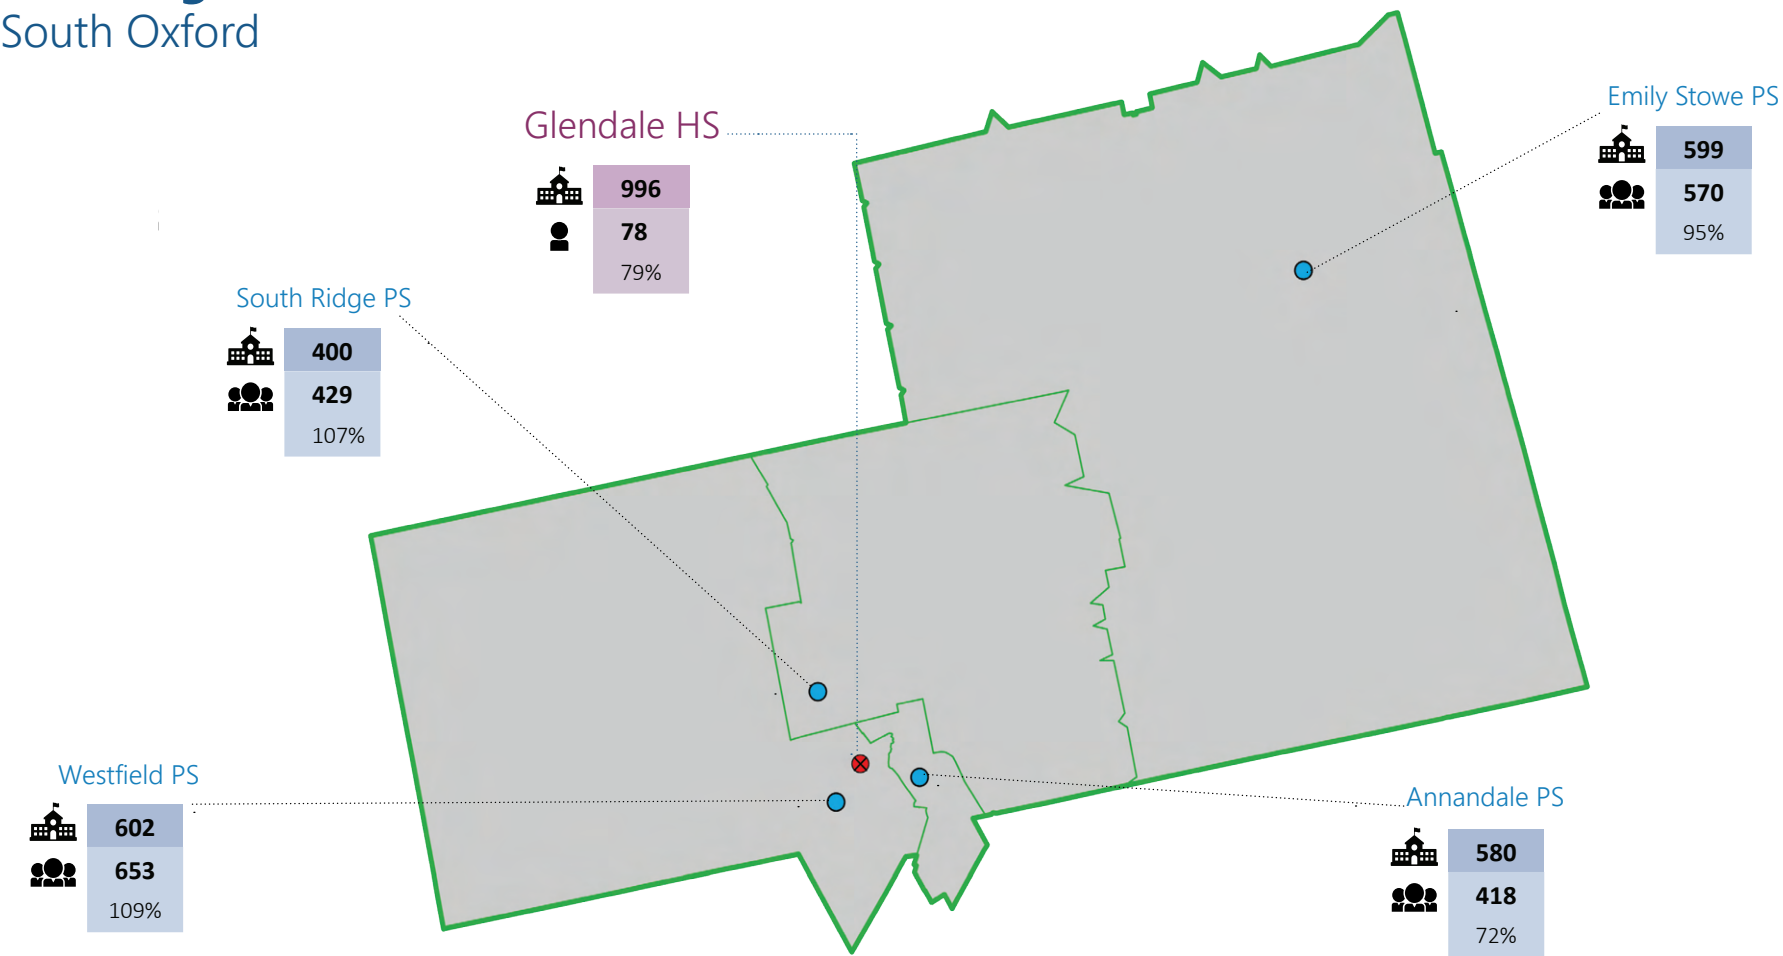 South Oxford
Glendale HS
996
78
79%
Emily Stowe PS
599
570
95%
South Ridge PS
400
429
107%
Westfield PS
602
653
109%
Annandale PS
580
418
72%